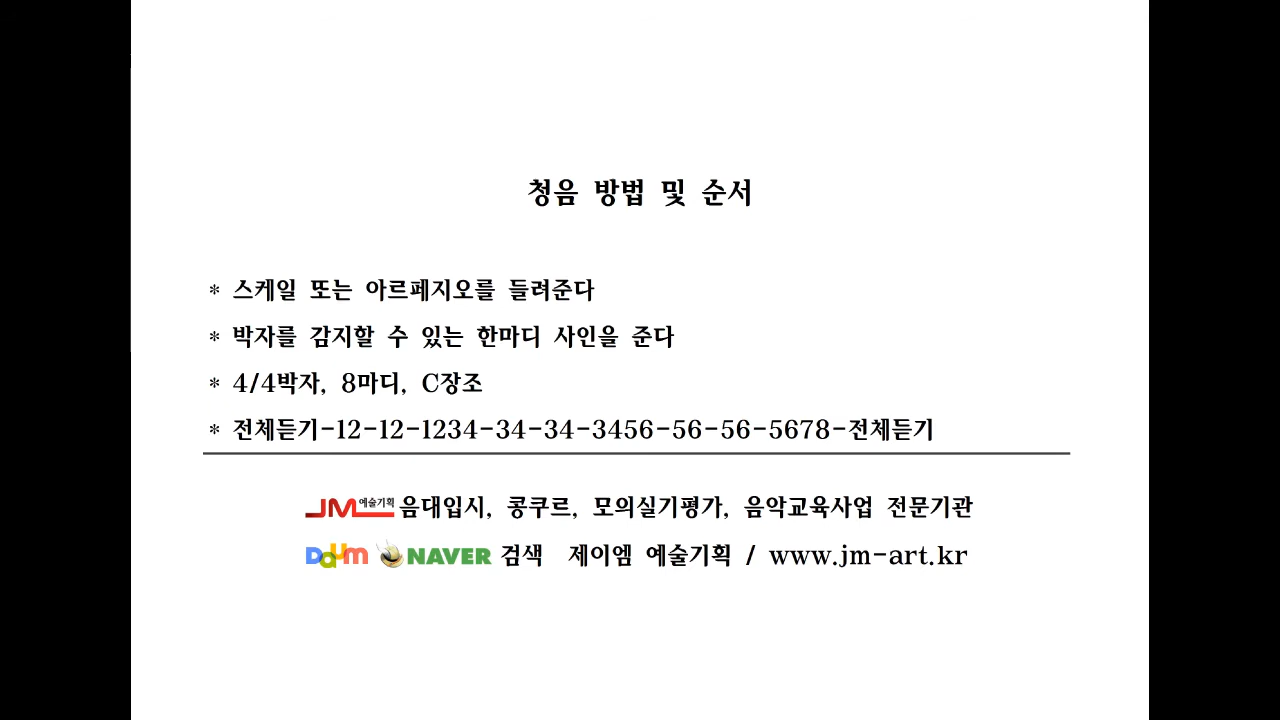 청음 방법 및 순서
* 스케일 또는 아르페지오를 들려준다
* 박자를 감지할 수 있는 한마디 사인을 준다
* 4/4박자, 8마디, C장조
* 전체듣기-12-12-1234-34-34-3456-56-56-5678-전체듣기
JM예술기획 음대입시, 콩쿠르, 모의실기평가, 음악교육사업 전문기관
Daum NAVER 검색 제이엠 예술기획 / www.jm-art.kr